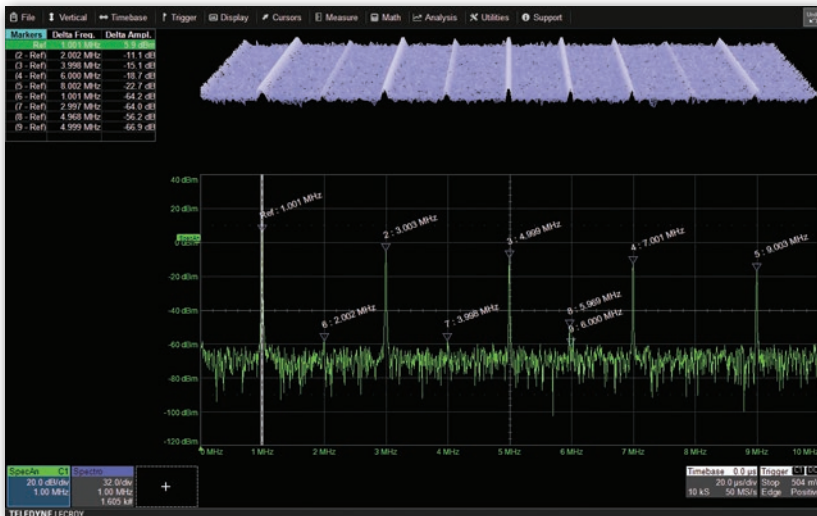 File Vertical Timebase Trigger Display Cursors Measure Math Analysis Utilities Support
Markers Delta Freq. Delta Ampl.
Ref 1.001 MHz 5.9 dBm
(2 - Ref) 2.002 MHz -11.1 dB
(3 - Ref) 3.998 MHz -15.1 dB
(4 - Ref) 6.000 MHz -18.7 dB
(5 - Ref) 8.002 MHz -22.7 dB
(6 - Ref) 1.001 MHz -64.2 dB
(7 - Ref) 2.997 MHz -64.0 dB
(8 - Ref) 4.968 MHz -56.2 dB
(9 - Ref) 4.999 MHz -66.9 dB
40 dBm
20 dBm
0 dBm
-20 dBm
-40 dBm
-60 dBm
-80 dBm
-100 dBm
-120 dBm
Ref : 1.001 MHz
2 : 3.003 MHz
3 : 4.999 MHz
4 : 7.001 MHz
5 : 9.003 MHz
6 : 2.002 MHz
7 : 3.998 MHz
8 : 5.969 MHz
9 : 6.000 MHz
0 MHz 1 MHz 2 MHz 3 MHz 4 MHz 5 MHz 6 MHz 7 MHz 8 MHz 9 MHz 10 MHz
SpecAn C1
20.0 dB/div
1.00 MHz
Spectro
32.0/div
1.00 MHz
1.605 k#
+
Timebase 0.0 µs
20.0 µs/div
10 kS 50 MS/s
Trigger C1 DC
Stop 504 mV
Edge Positive
TELEDYNE LECROY